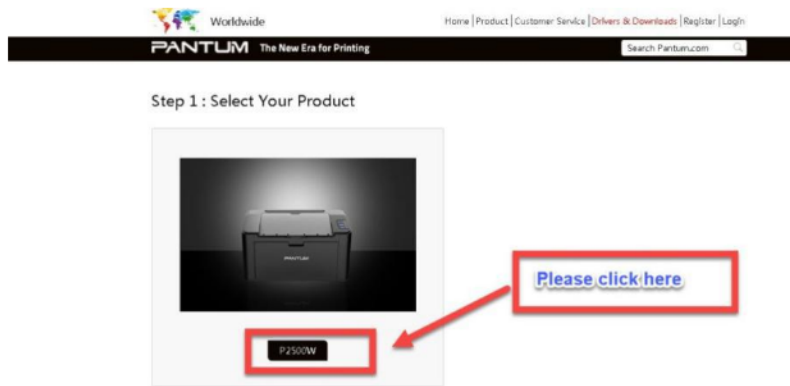 Worldwide
Home | Product | Customer Service | Drivers & Downloads | Register | Login
PANTUM The New Era for Printing
Search Pantum.com
Step 1 : Select Your Product
PANTUM
Please click here
P2500W